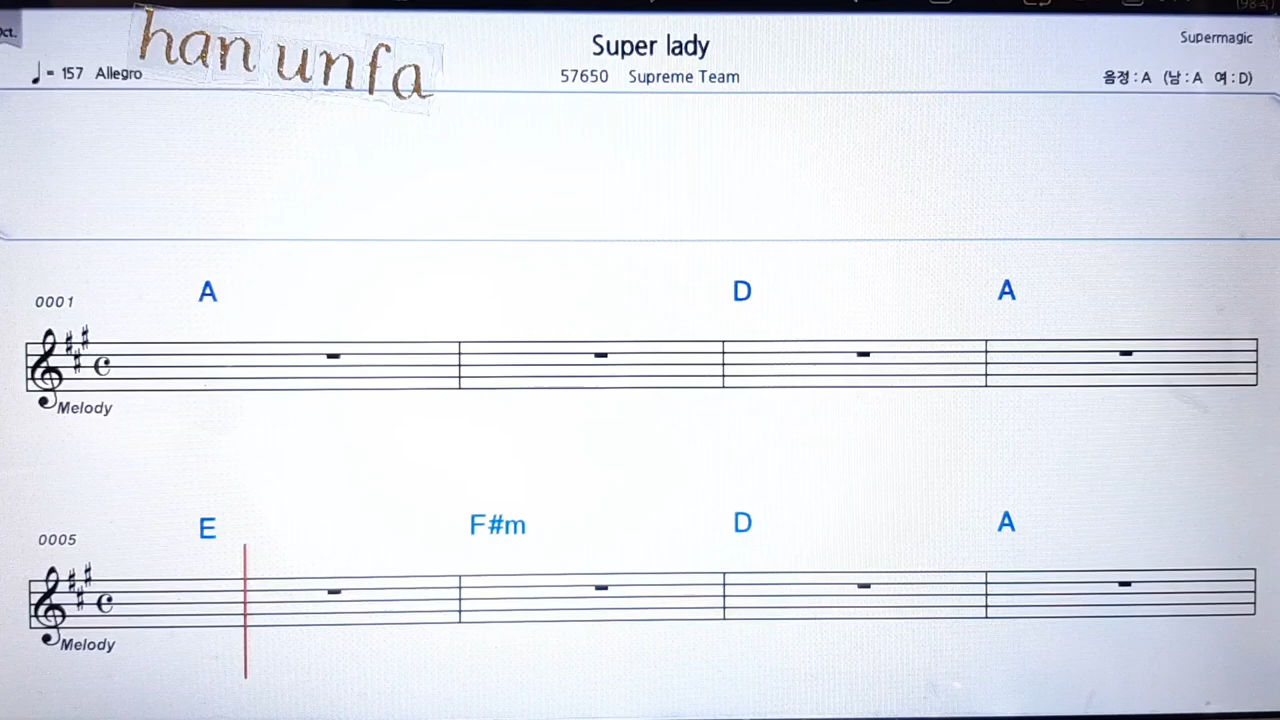 Oct.
han unfa
Super lady
Supermagic
= 157 Allegro
57650 Supreme Team
음정 : A (남 : A 여 : D)
A D A
0001
Melody
E F#m D A
0005
Melody